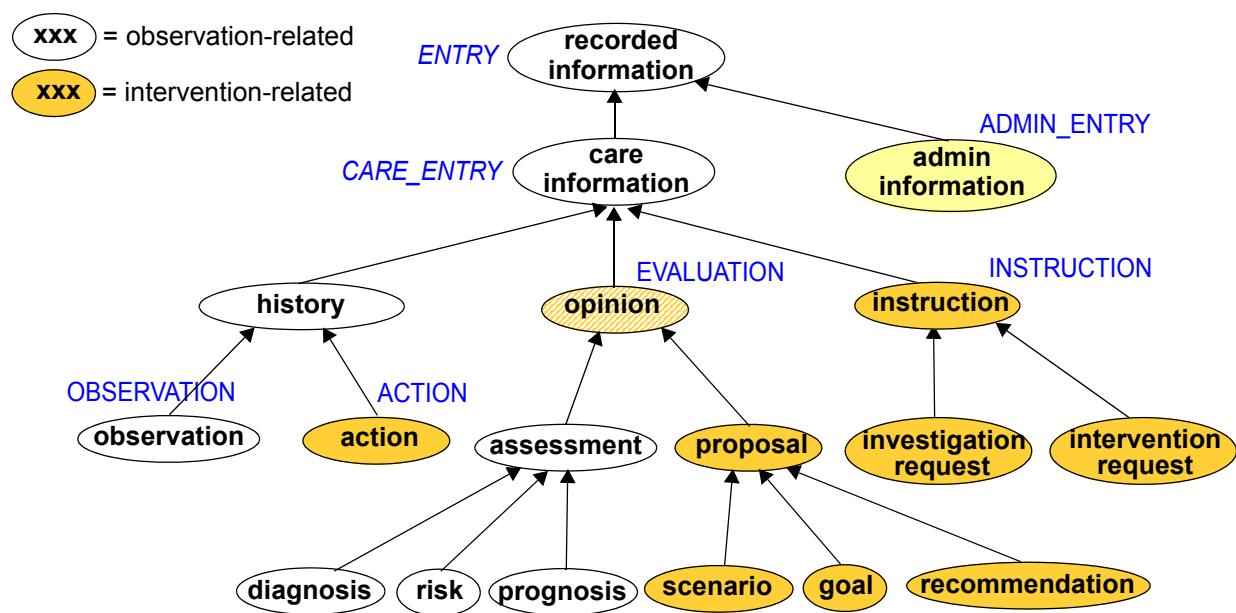 xxx = observation-related
xxx = intervention-related
ENTRY
recorded
information
ADMIN_ENTRY
CARE_ENTRY
care
information
admin
information
EVALUATION
INSTRUCTION
history
opinion
instruction
OBSERVATION
ACTION
observation
action
assessment
proposal
investigation
request
intervention
request
diagnosis
risk
prognosis
scenario
goal
recommendation